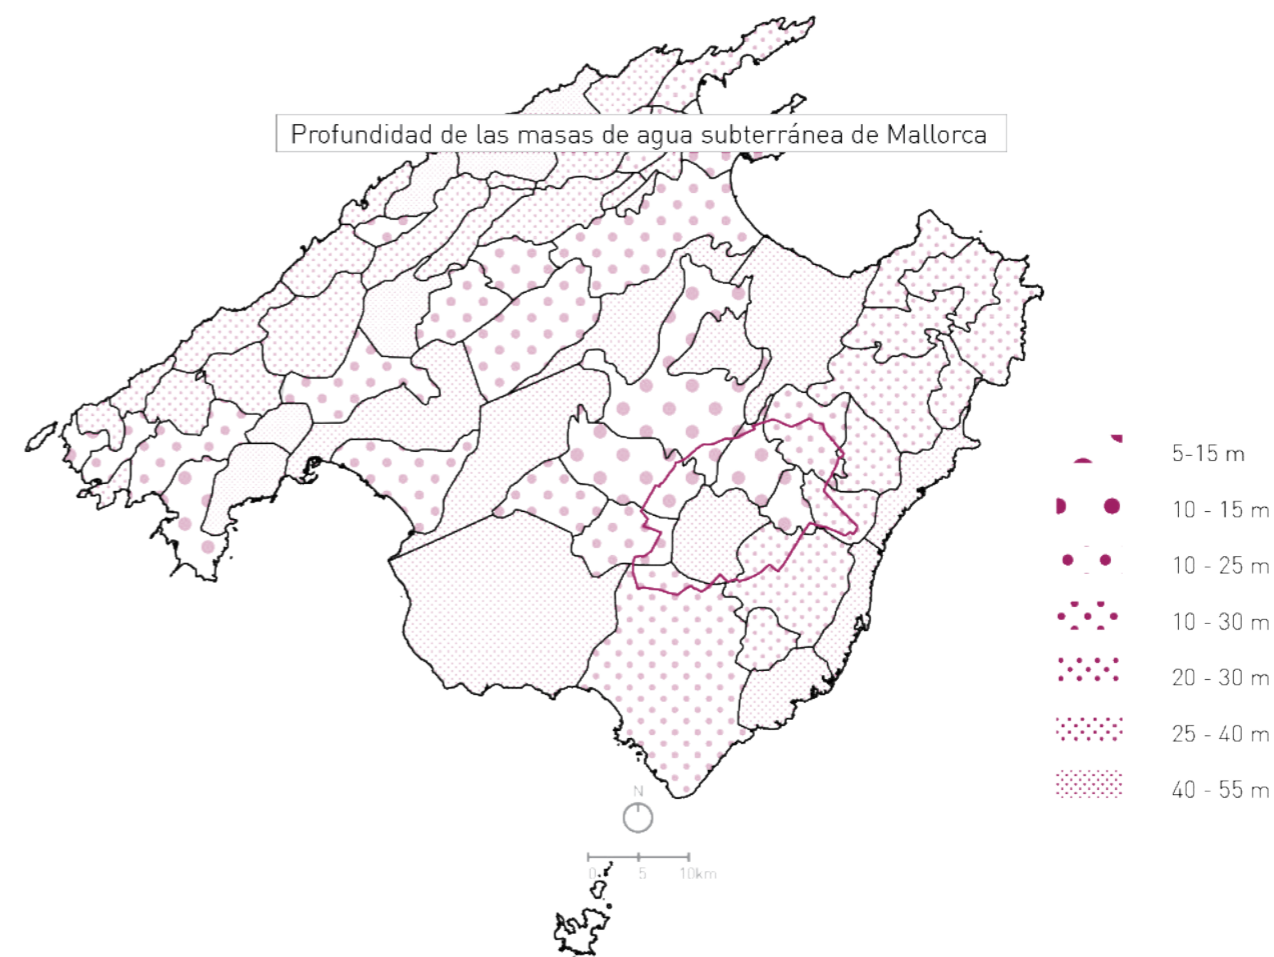 Profundidad de las masas de agua subterránea de Mallorca
5-15 m
10 - 15 m
10 - 25 m
10 - 30 m
20 - 30 m
25 - 40 m
40 - 55 m
N
0 5 10km